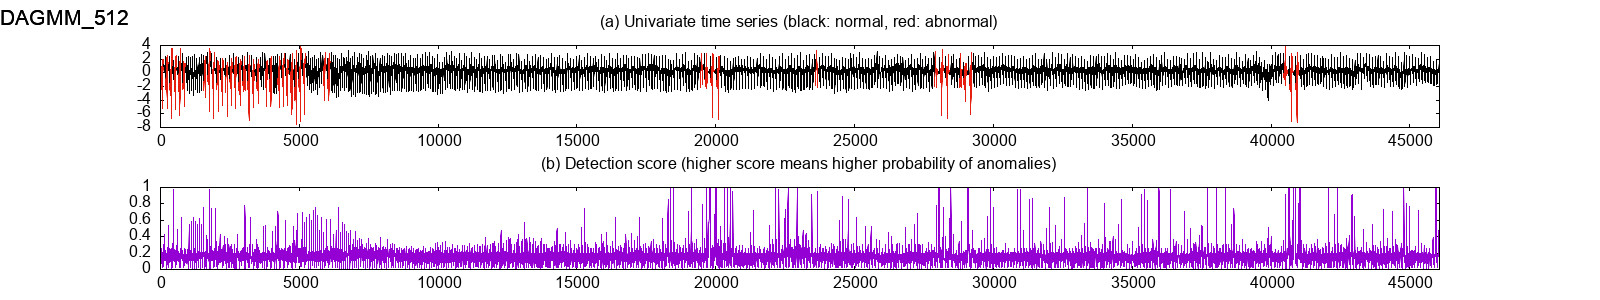 DAGMM_512
(a) Univariate time series (black: normal, red: abnormal)
4
2
0
-2
-4
-6
-8
0 5000 10000 15000 20000 25000 30000 35000 40000 45000
(b) Detection score (higher score means higher probability of anomalies)
1
0.8
0.6
0.4
0.2
0
0 5000 10000 15000 20000 25000 30000 35000 40000 45000